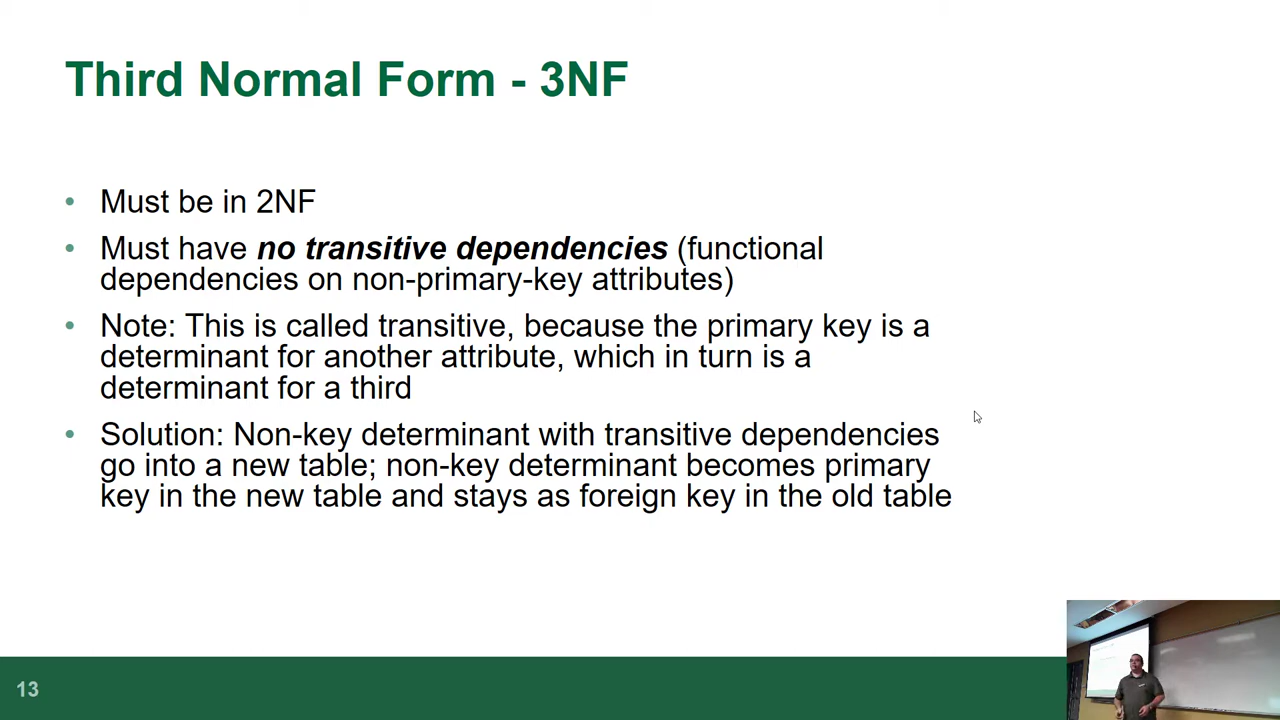 Third Normal Form - 3NF
• Must be in 2NF
• Must have no transitive dependencies (functional
dependencies on non-primary-key attributes)
• Note: This is called transitive, because the primary key is a
determinant for another attribute, which in turn is a
determinant for a third
• Solution: Non-key determinant with transitive dependencies
go into a new table; non-key determinant becomes primary
key in the new table and stays as foreign key in the old table
13